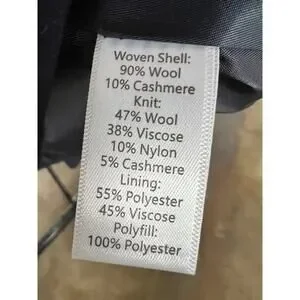 Woven Shell:
90% Wool
10% Cashmere
Knit:
47% Wool
38% Viscose
10% Nylon
5% Cashmere
Lining:
55% Polyester
45% Viscose
Polyfill:
100% Polyester